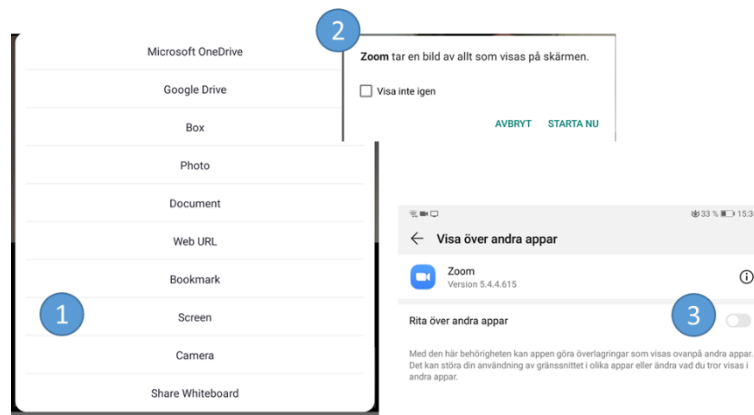 Microsoft OneDrive
Google Drive
Box
Photo
Document
Web URL
Bookmark
1
Screen
Camera
Share Whiteboard
2
Zoom tar en bild av allt som visas på skärmen.
Visa inte igen
AVBRYT STARTA NU
33 % 15:3
Visa över andra appar
Zoom
Version 5.4.4.615
Rita över andra appar
3
Med den här behörigheten kan appen göra överlagringar som visas ovanpå andra appar.
Det kan störa din användning av gränssnittet i olika appar eller ändra vad du tror visas i
andra appar.